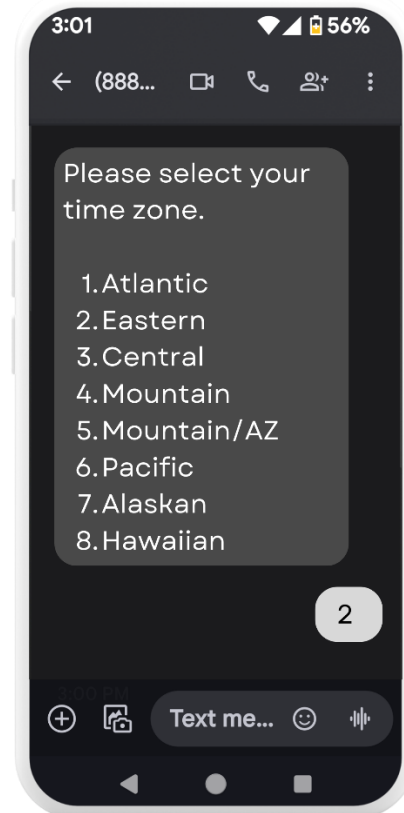 3:01 56%
(888...
Please select your
time zone.
1. Atlantic
2. Eastern
3. Central
4. Mountain
5. Mountain/AZ
6. Pacific
7. Alaskan
8. Hawaiian
2
3:00 PM
Text me...